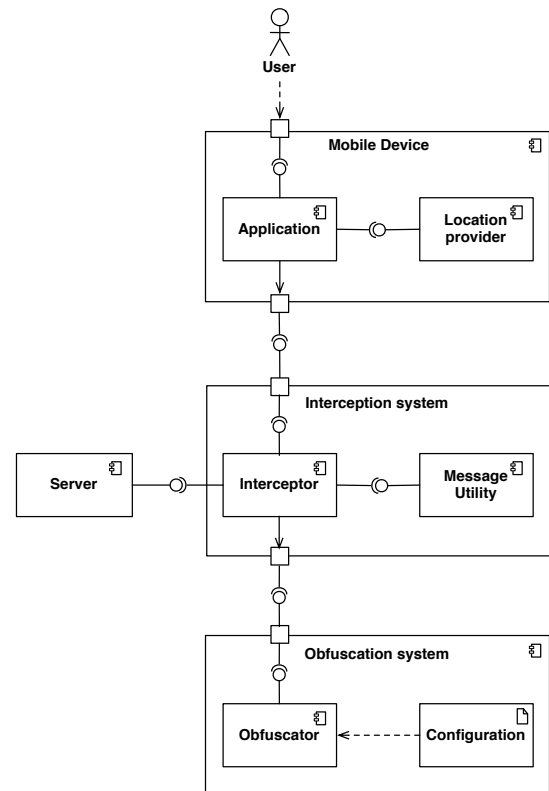 User
Mobile Device
Application
Location
provider
Interception system
Server
Interceptor
Message
Utility
Obfuscation system
Obfuscator
Configuration